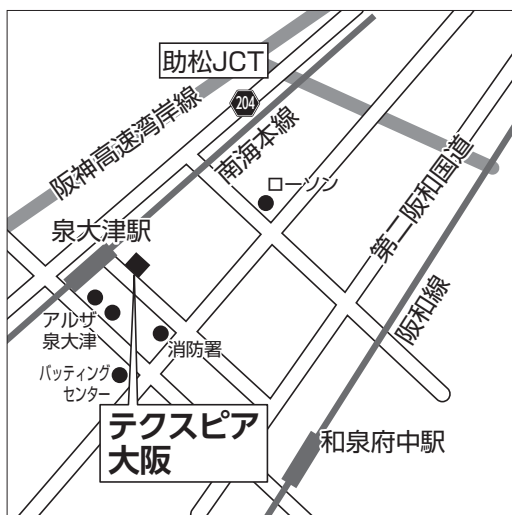 助松JCT
204
阪神高速湾岸線
南海本線
ローソン
第二阪和国道
泉大津駅
阪和線
アルザ
泉大津
消防署
バッティング
センター
テクスピア
大阪
和泉府中駅